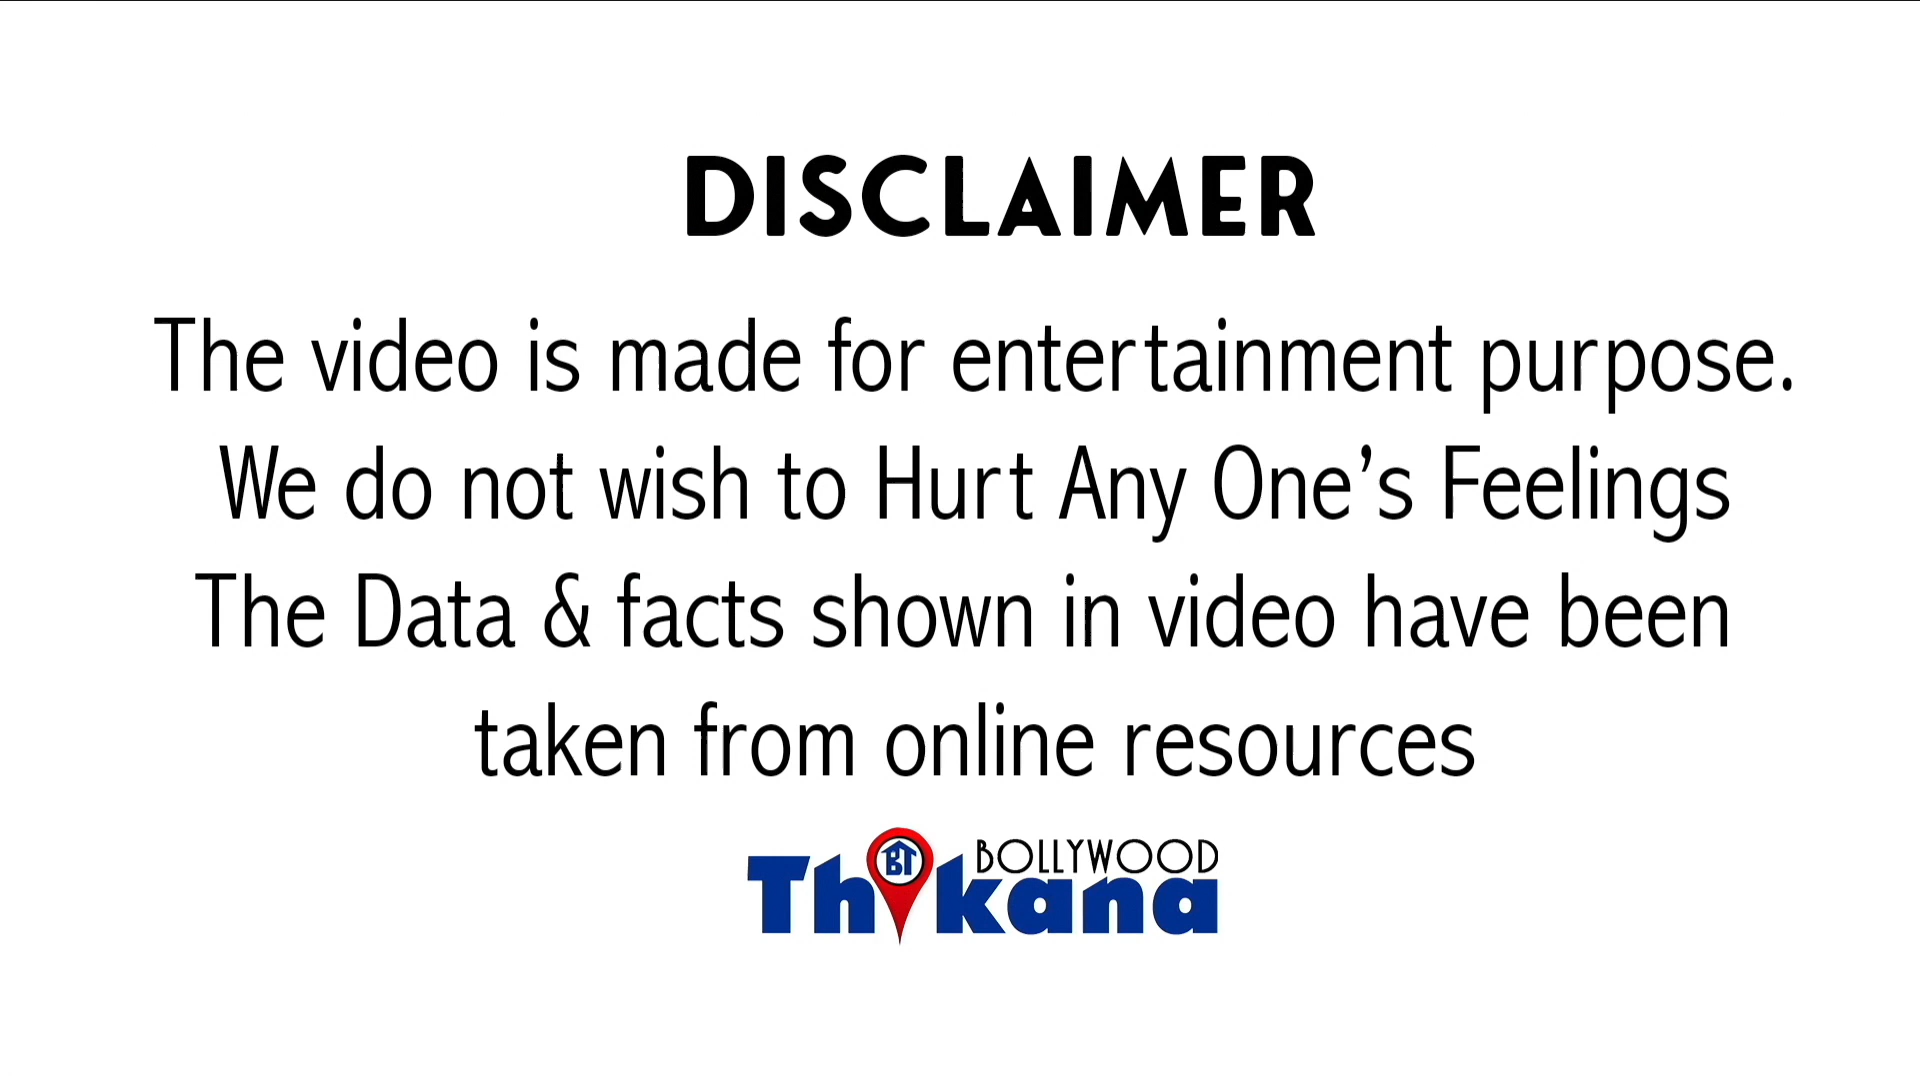 DISCLAIMER
The video is made for entertainment purpose.
We do not wish to Hurt Any One’s Feelings
The Data & facts shown in video have been
taken from online resources
BT
BOLLYWOOD
Thikana